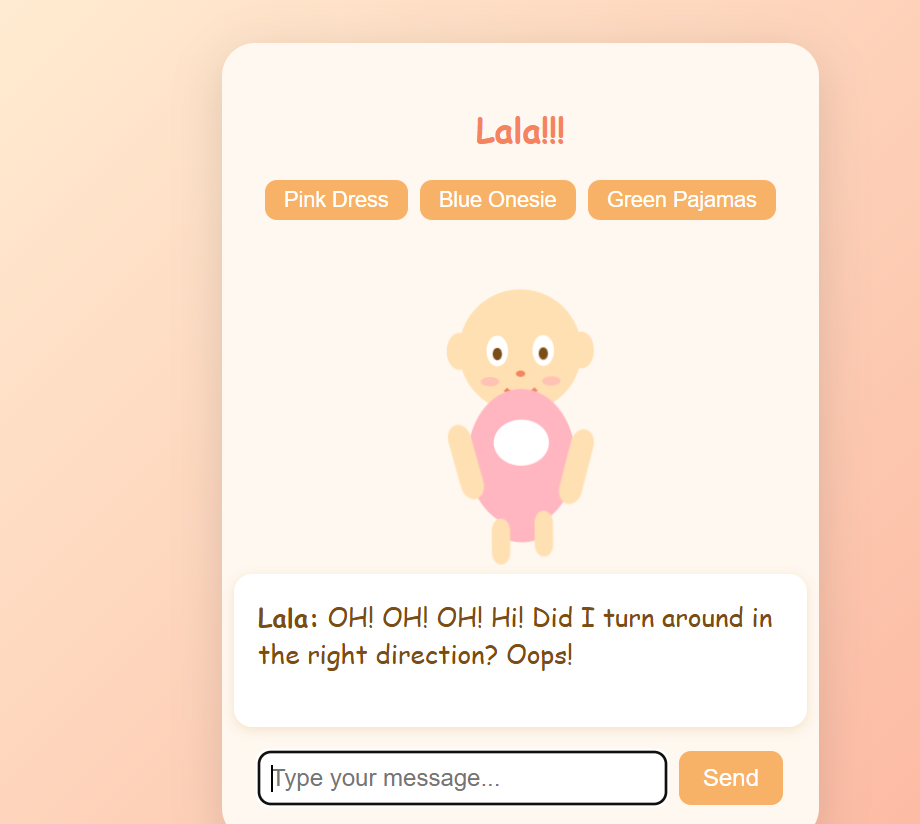 Lala!!!
Pink Dress Blue Onesie Green Pajamas
Lala: OH! OH! OH! Hi! Did I turn around in
the right direction? Oops!
Type your message... Send